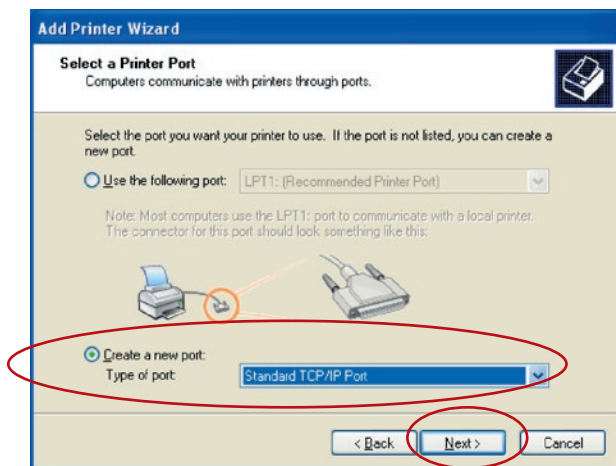 Add Printer Wizard
Select a Printer Port
Computers communicate with printers through ports.
Select the port you want your printer to use. If the port is not listed, you can create a
new port.
Use the following port: LPT1: (Recommended Printer Port)
Note: Most computers use the LPT1: port to communicate with a local printer.
The connector for this port should look something like this:
Create a new port:
Type of port: Standard TCP/IP Port
< Back Next > Cancel